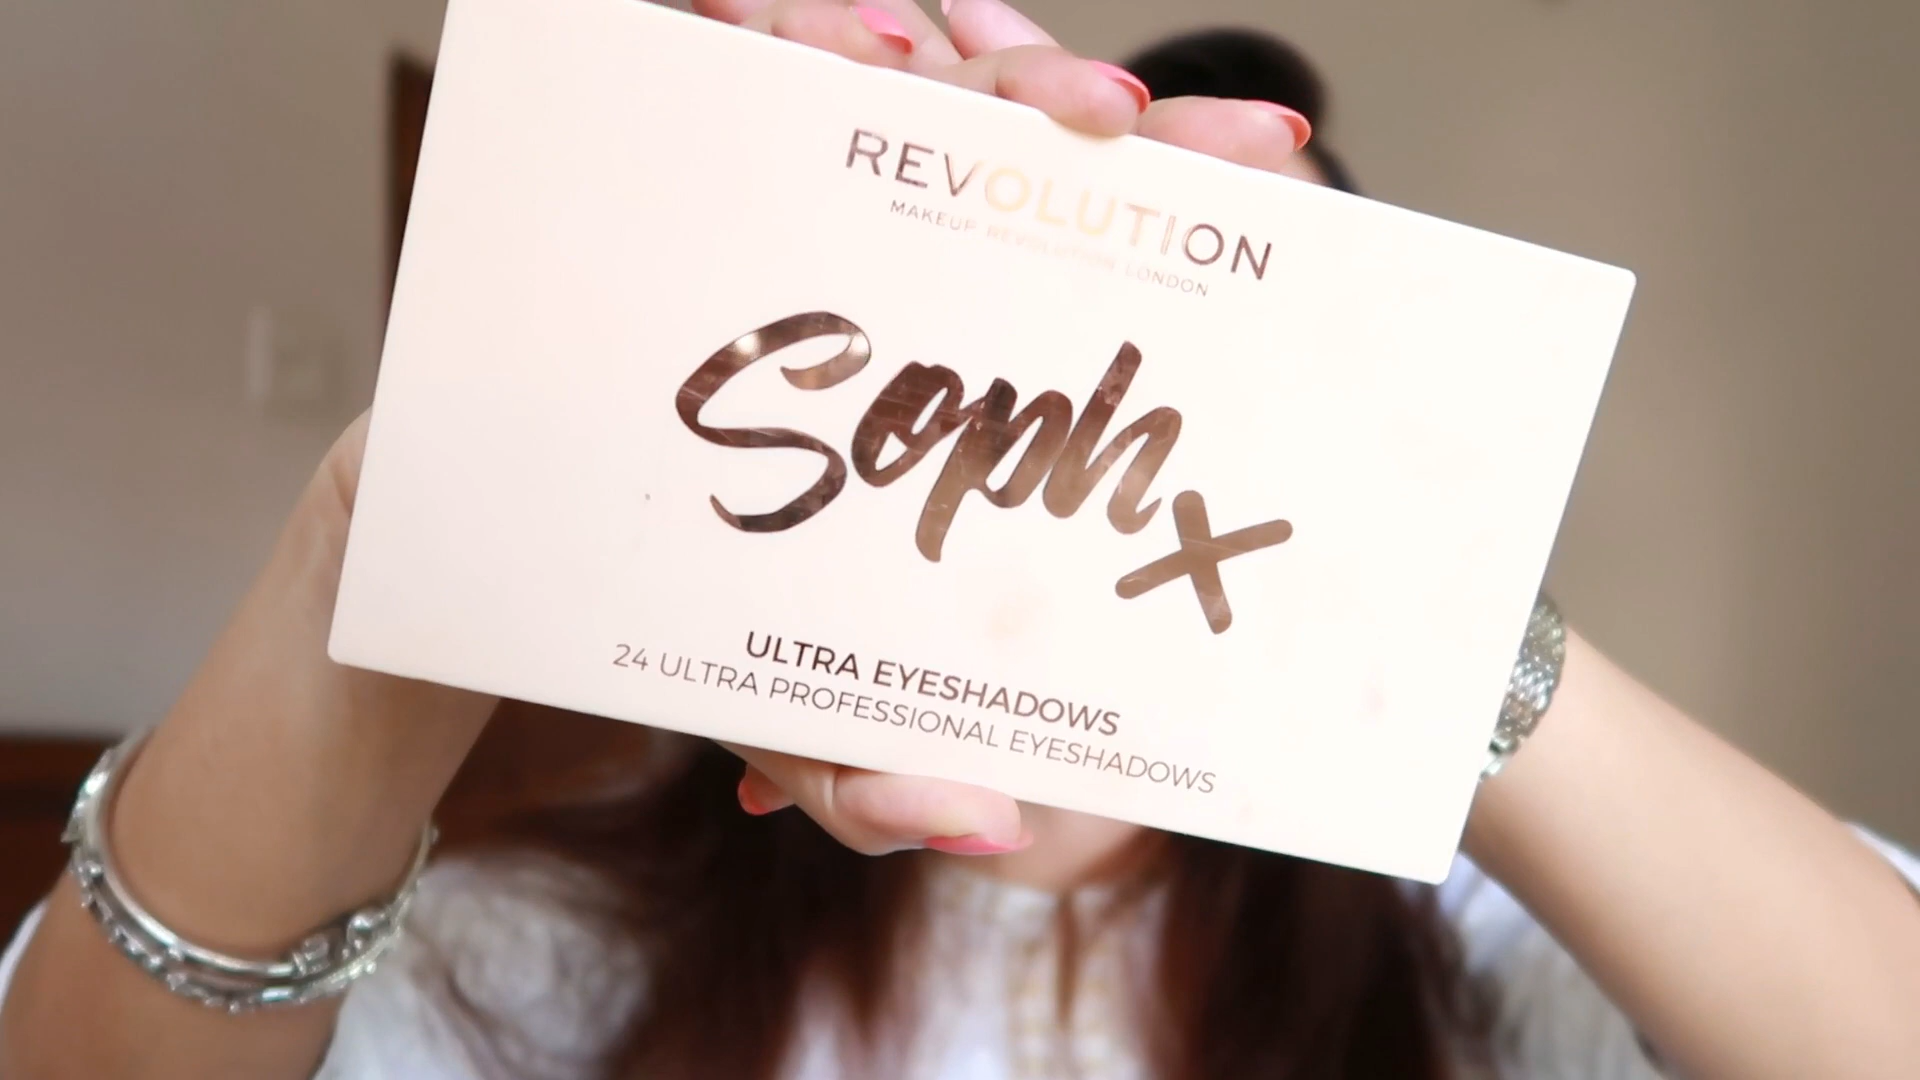 REVOLUTION
MAKEUP REVOLUTION LONDON
Soph
x
ULTRA EYESHADOWS
24 ULTRA PROFESSIONAL EYESHADOWS